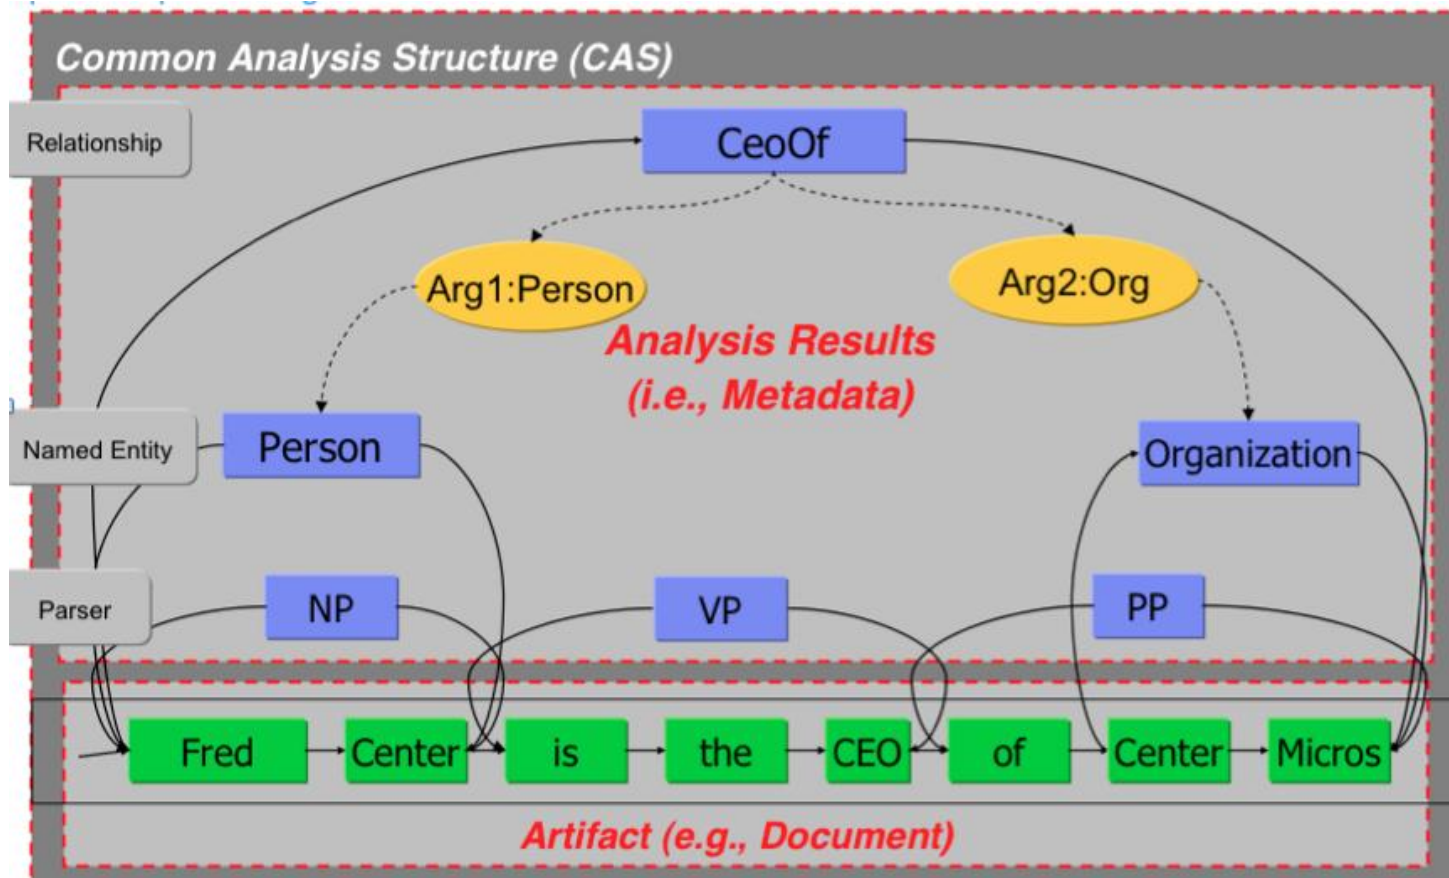 Common Analysis Structure (CAS)
Relationship
CeoOf
Arg1:Person
Arg2:Org
Analysis Results
(i.e., Metadata)
Named Entity
Person
Organization
Parser
NP
VP
PP
Fred Center is the CEO of Center Micros
Artifact (e.g., Document)